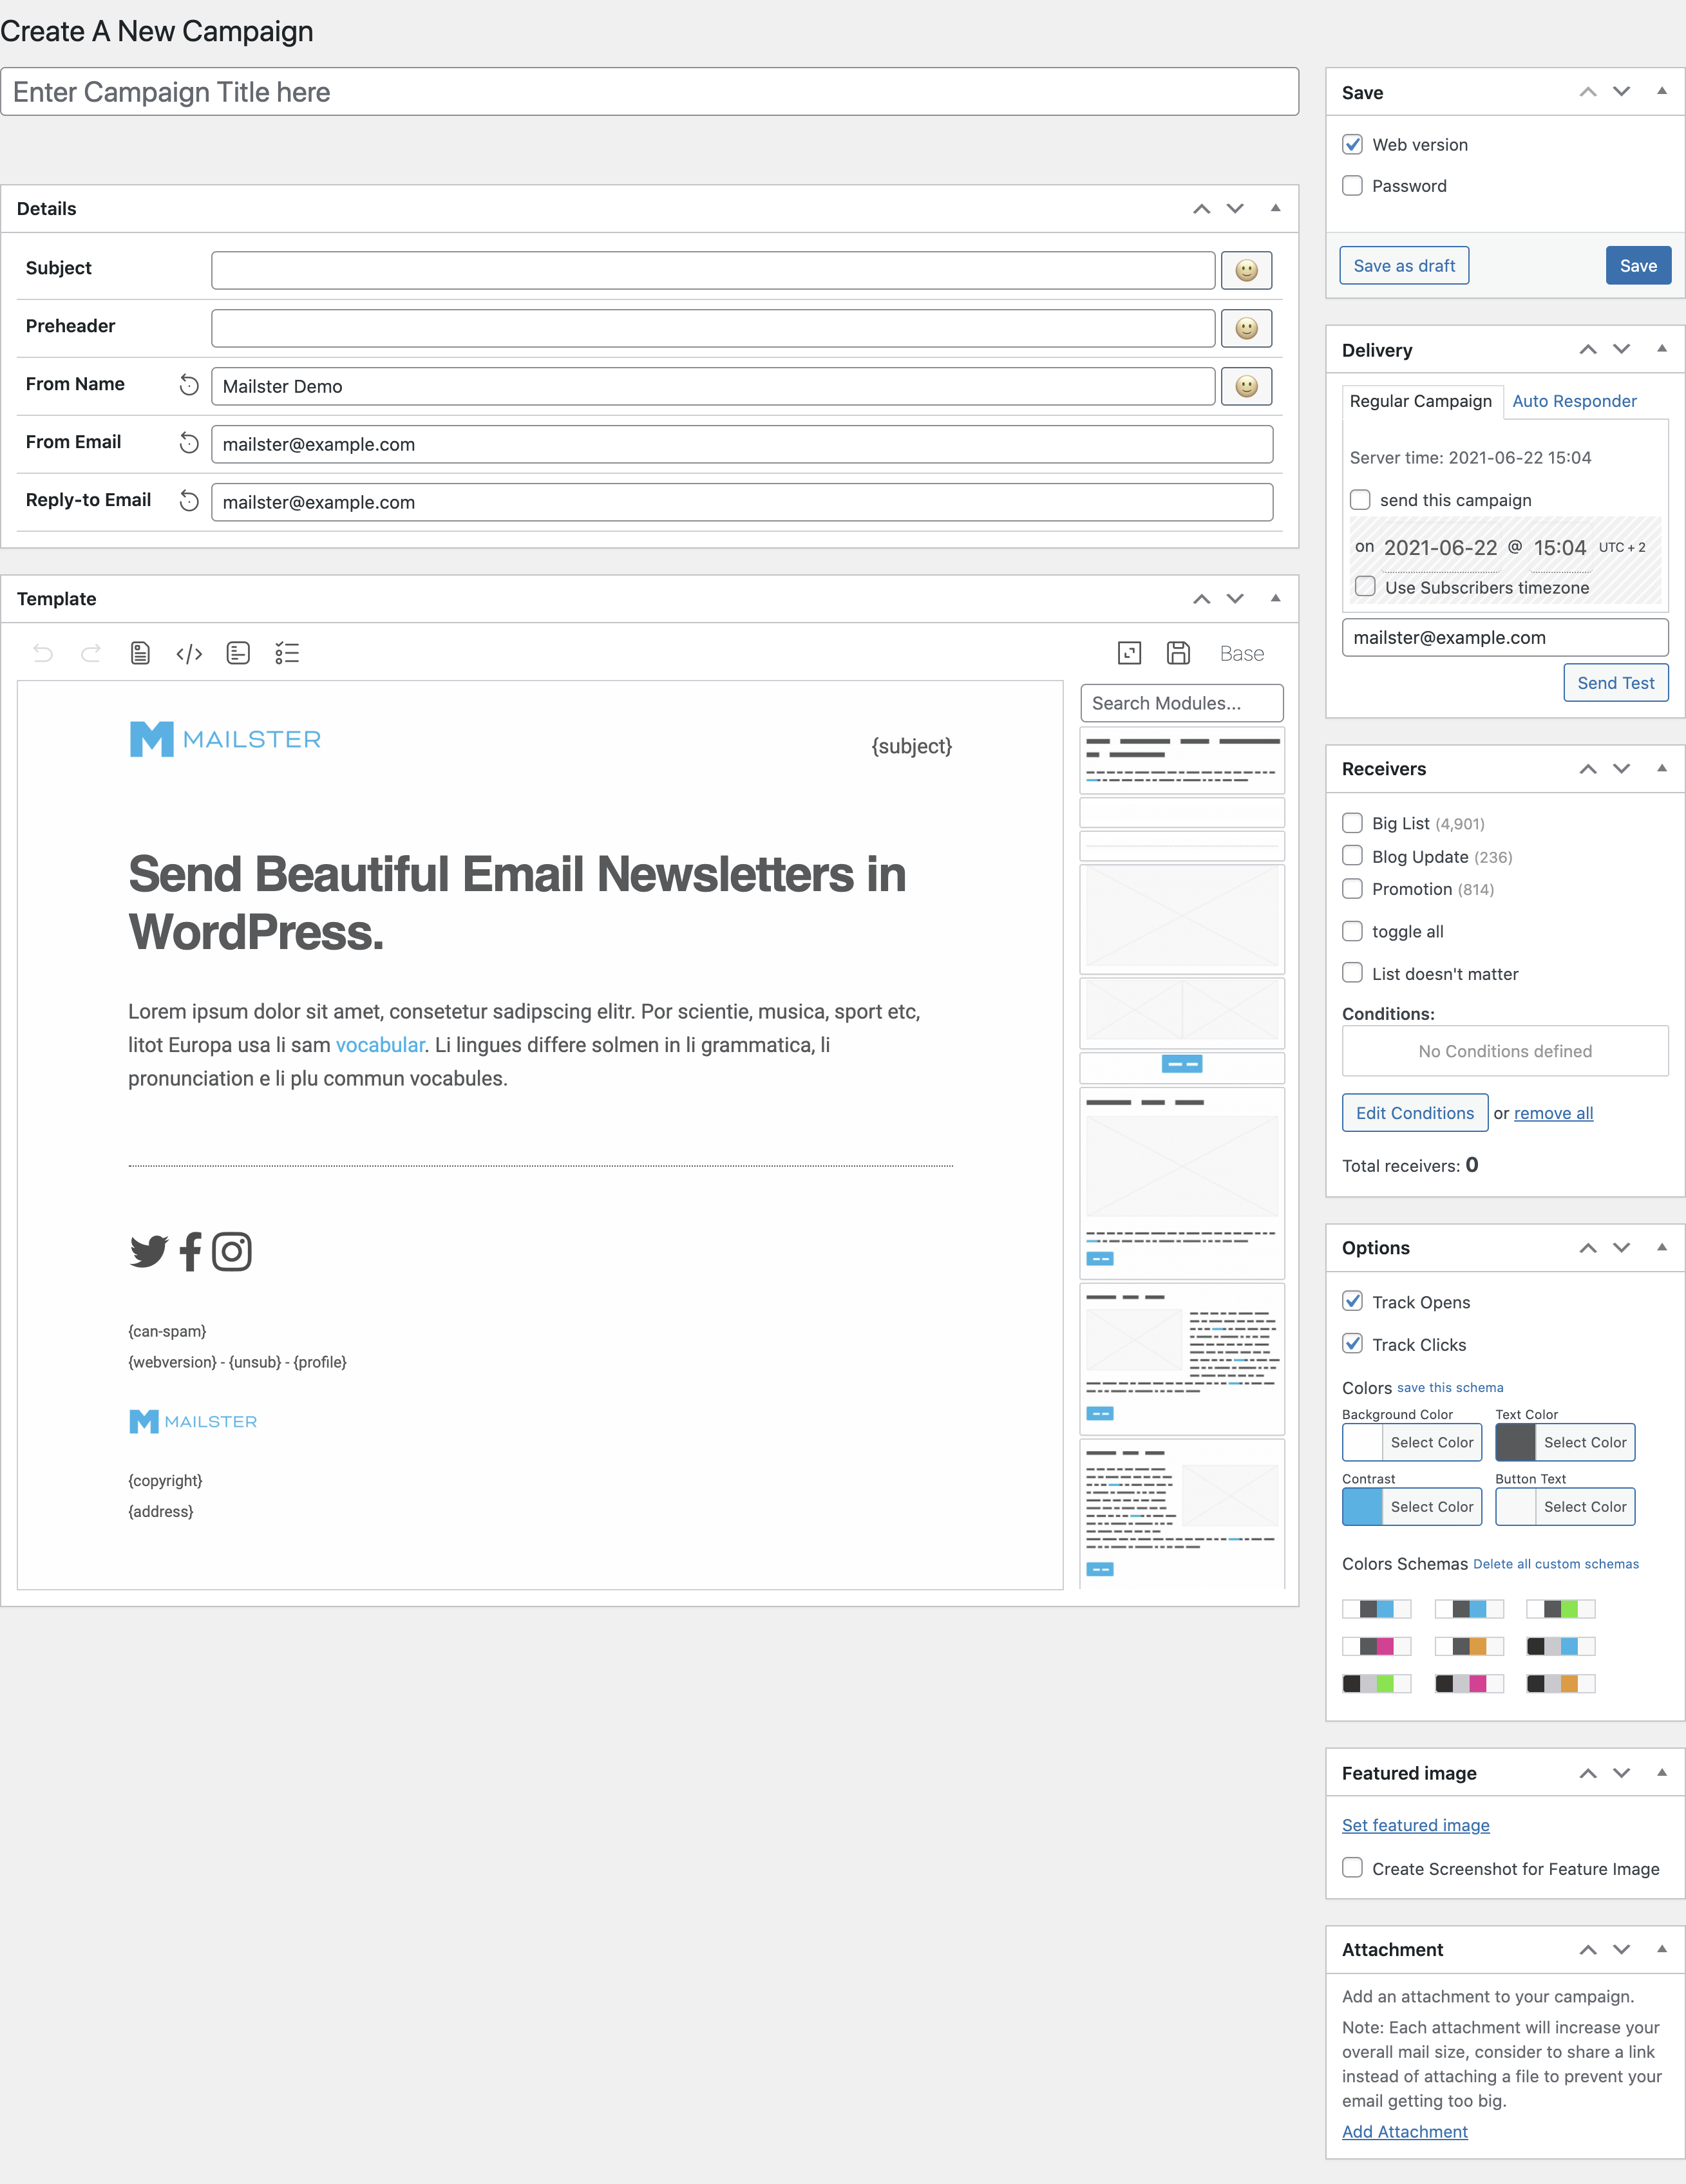 Create A New Campaign
Enter Campaign Title here
Details
Subject
Preheader
From Name
Mailster Demo
From Email
mailster@example.com
Reply-to Email
mailster@example.com
Template
Base
MAILSTER
{subject}
Send Beautiful Email Newsletters in
WordPress.
Lorem ipsum dolor sit amet, consetetur sadipscing elitr. Por scientie, musica, sport etc,
litot Europa usa li sam vocabular. Li lingues differe solmen in li grammatica, li
pronunciation e li plu commun vocabules.
{can-spam}
{webversion} - {unsub} - {profile}
MAILSTER
{copyright}
{address}
Search Modules...
Save
Web version
Password
Save as draft
Save
Delivery
Regular Campaign
Auto Responder
Server time: 2021-06-22 15:04
send this campaign
on 2021-06-22 @ 15:04 UTC + 2
Use Subscribers timezone
mailster@example.com
Send Test
Receivers
Big List (4,901)
Blog Update (236)
Promotion (814)
toggle all
List doesn't matter
Conditions:
No Conditions defined
Edit Conditions or remove all
Total receivers: 0
Options
Track Opens
Track Clicks
Colors save this schema
Background Color
Text Color
Select Color
Select Color
Contrast
Button Text
Select Color
Select Color
Colors Schemas Delete all custom schemas
Featured image
Set featured image
Create Screenshot for Feature Image
Attachment
Add an attachment to your campaign.
Note: Each attachment will increase your
overall mail size, consider to share a link
instead of attaching a file to prevent your
email getting too big.
Add Attachment